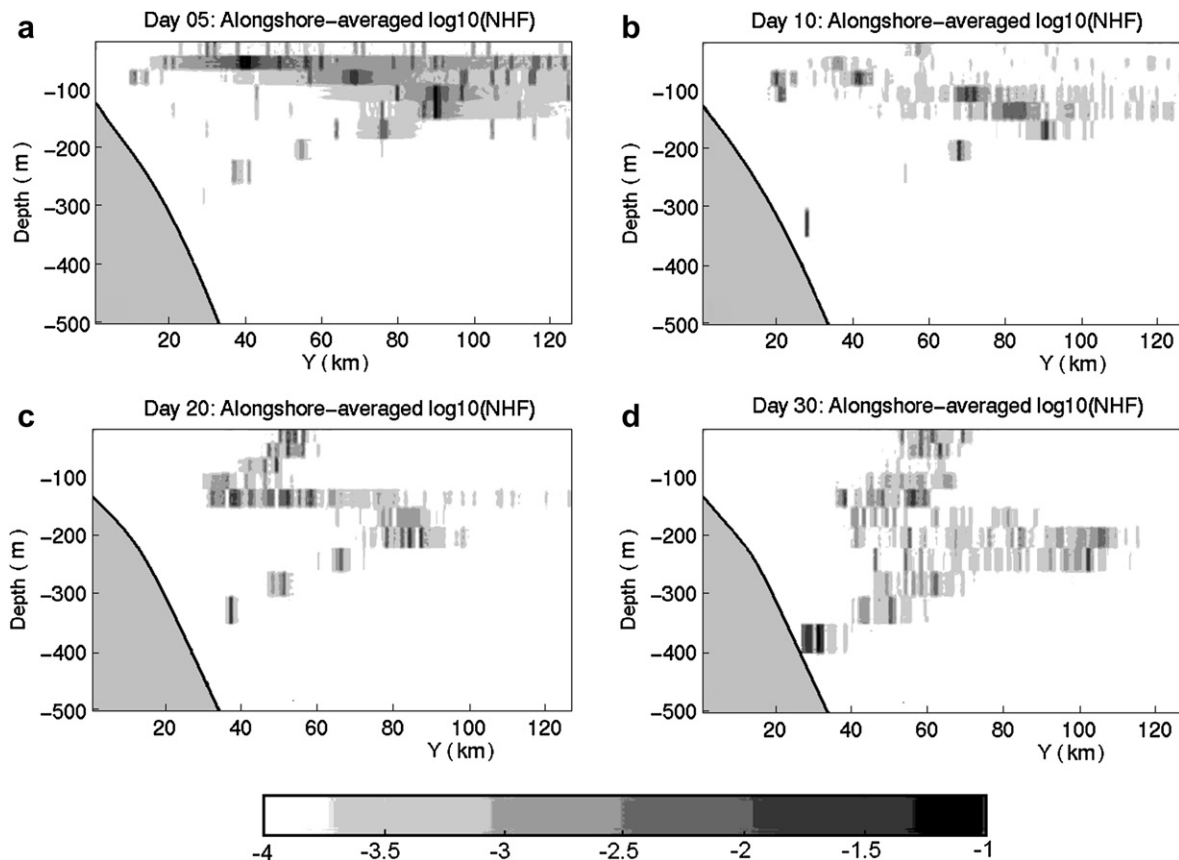 a
Day 05: Alongshore-averaged log10(NHF)
-100
-200
-300
-400
-500
Depth ( m )
20 40 60 80 100 120
Y ( km )
b
Day 10: Alongshore-averaged log10(NHF)
-100
-200
-300
-400
-500
Depth ( m )
20 40 60 80 100 120
Y ( km )
c
Day 20: Alongshore-averaged log10(NHF)
-100
-200
-300
-400
-500
Depth ( m )
20 40 60 80 100 120
Y ( km )
d
Day 30: Alongshore-averaged log10(NHF)
-100
-200
-300
-400
-500
Depth ( m )
20 40 60 80 100 120
Y ( km )
-4 -3.5 -3 -2.5 -2 -1.5 -1